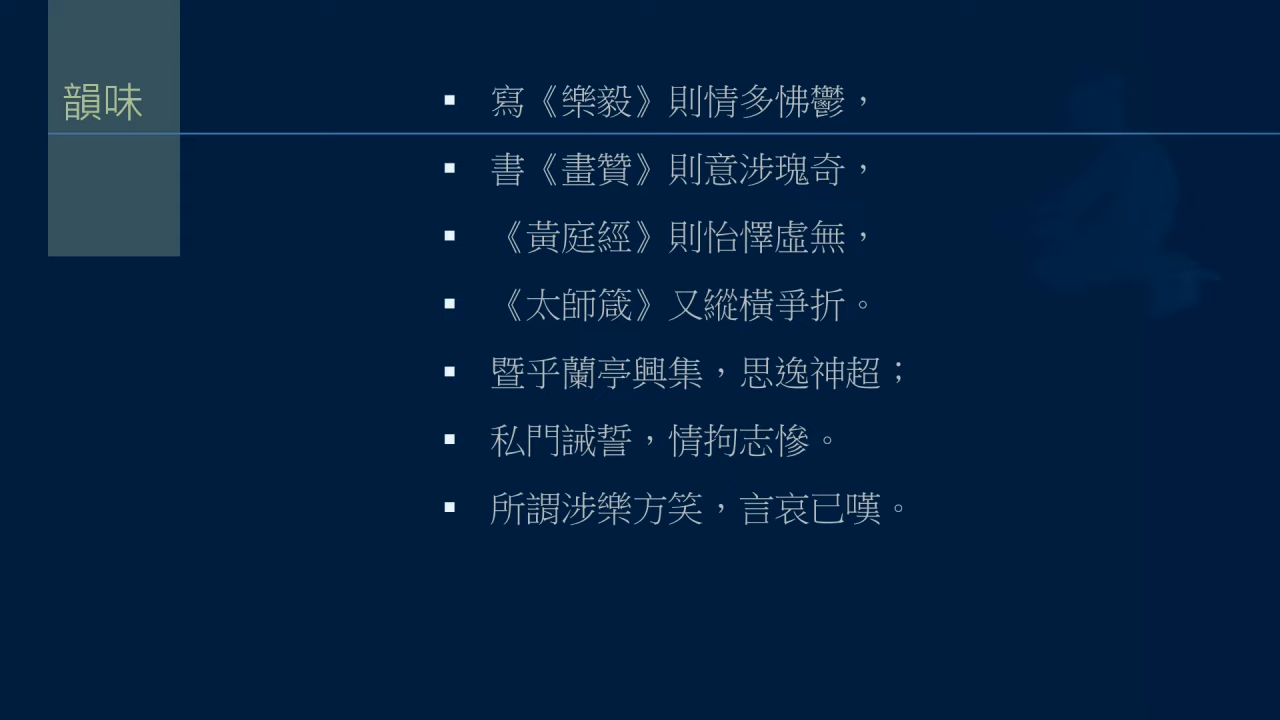 韻味
寫《樂毅》則情多怫鬱，
書《畫贊》則意涉瑰奇，
《黃庭經》則怡懌虛無，
《太師箴》又縱橫爭折。
暨乎蘭亭興集，思逸神超；
私門誡誓，情拘志慘。
所謂涉樂方笑，言哀已嘆。